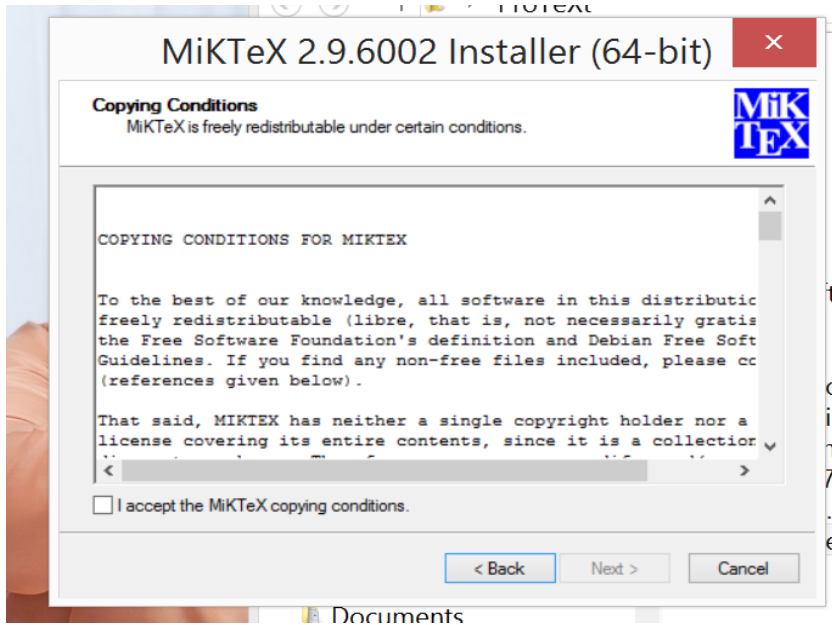 ProTeXt
MiKTeX 2.9.6002 Installer (64-bit)
Copying Conditions
MiKTeX is freely redistributable under certain conditions.
MiK
TEX
COPYING CONDITIONS FOR MIKTEX
To the best of our knowledge, all software in this
freely redistributable (libre, that is, not necessarily gratis
the Free Software Foundation's definition and Debian Free Soft
Guidelines. If you find any non-free files included, please
(references given below).
That said, MIKTEX has neither a single copyright holder nor a
license covering its entire contents, since it is a collection
I accept the MiKTeX copying conditions.
< Back
Next >
Cancel
Documents